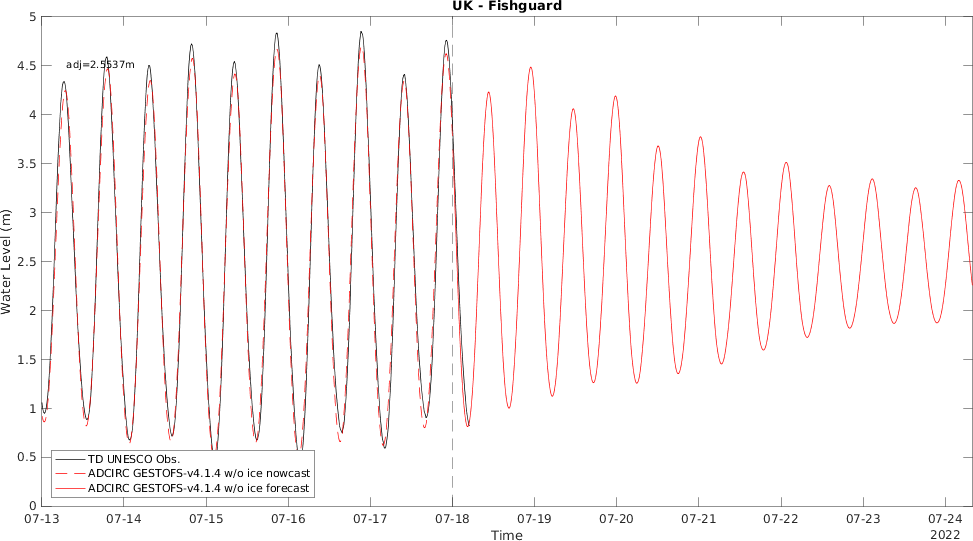 UK - Fishguard
5
4.5
4
3.5
3
2.5
2
1.5
1
0.5
0
Water Level (m)
adj=2.5537m
TD UNESCO Obs.
ADCIRC GESTOFS-v4.1.4 w/o ice nowcast
ADCIRC GESTOFS-v4.1.4 w/o ice forecast
07-13 07-14 07-15 07-16 07-17 07-18 07-19 07-20 07-21 07-22 07-23 07-24
Time 2022